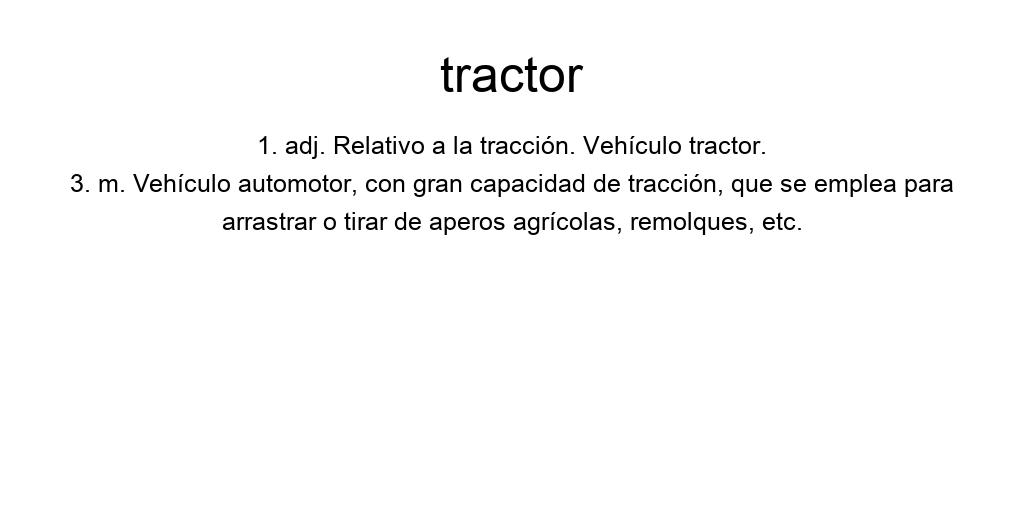 tractor
1. adj. Relativo a la tracción. Vehículo tractor.
3. m. Vehículo automotor, con gran capacidad de tracción, que se emplea para
arrastrar o tirar de aperos agrícolas, remolques, etc.